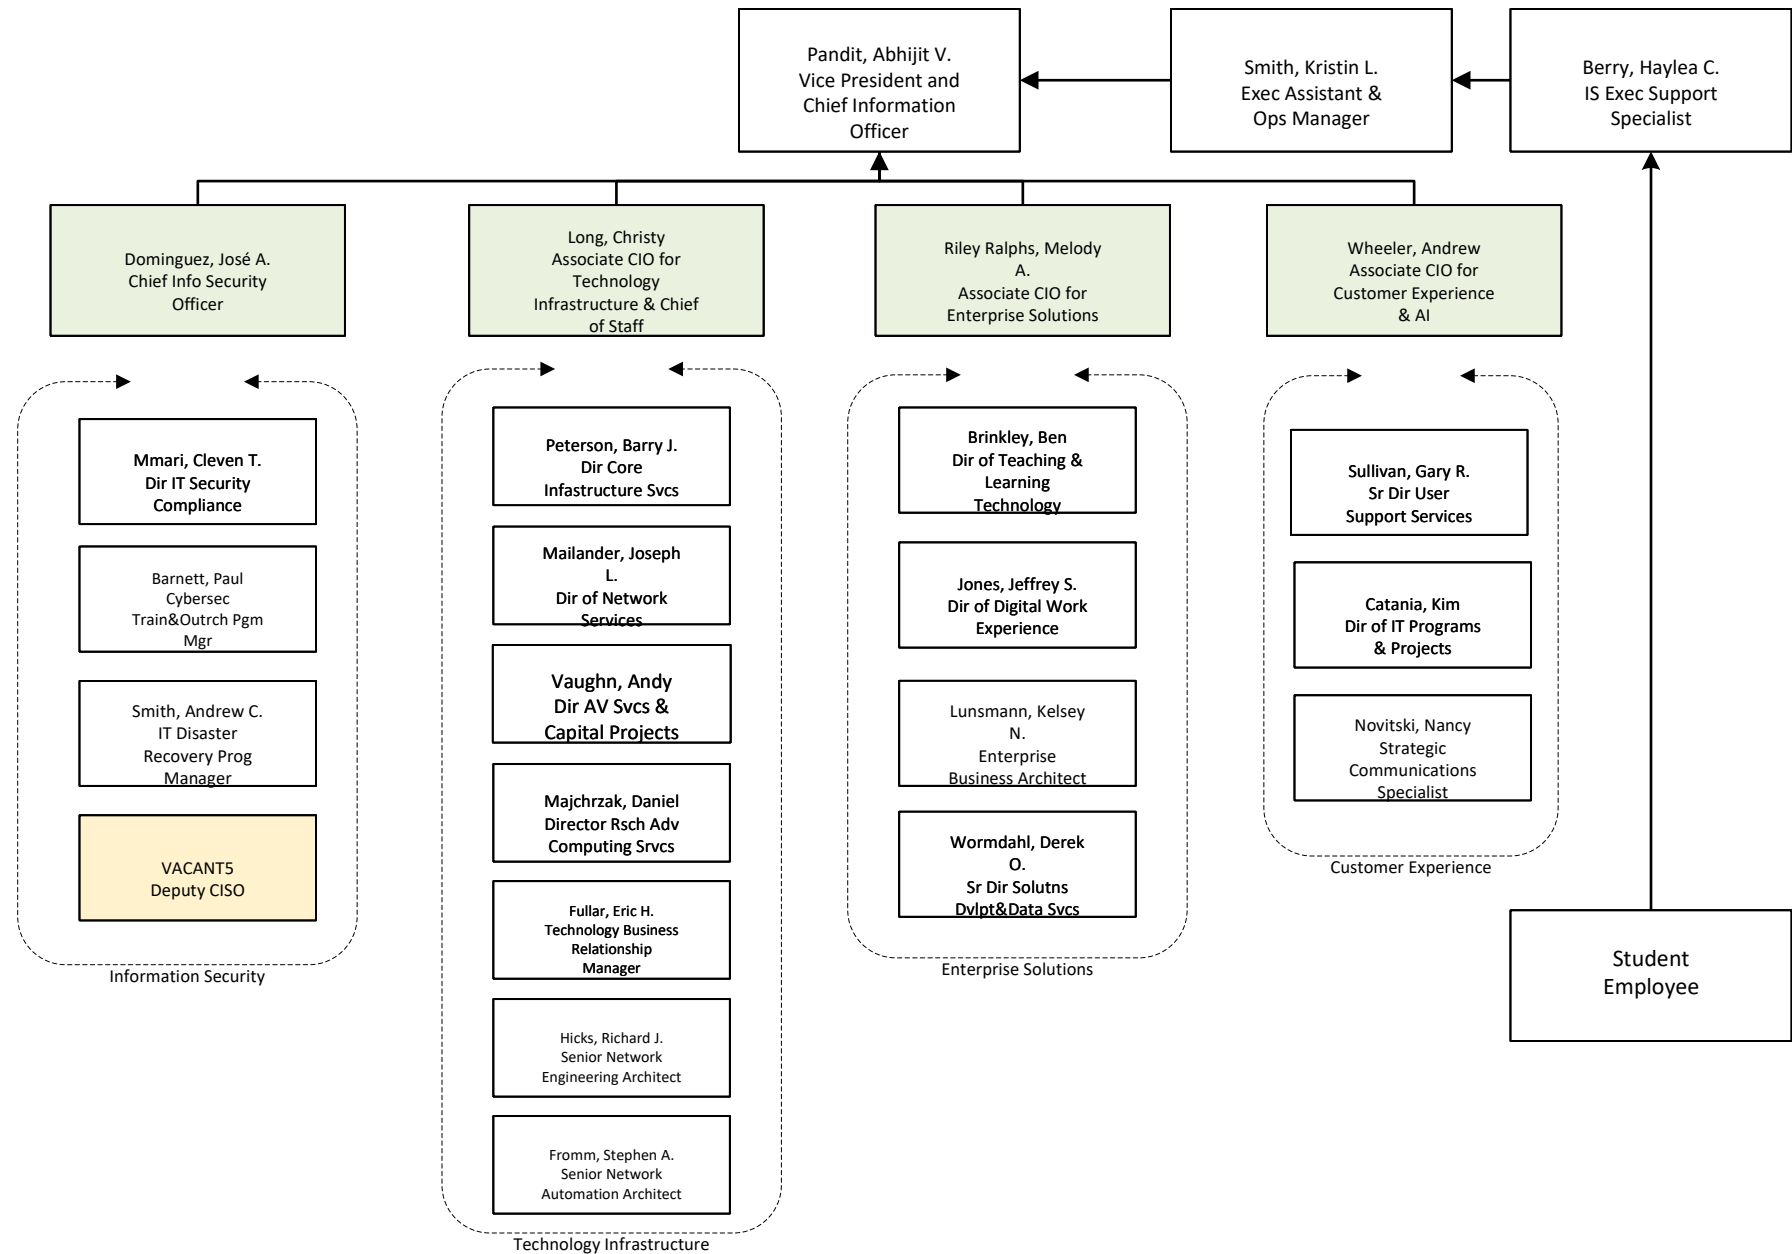 Pandit, Abhijit V.
Vice President and
Chief Information
Officer
Smith, Kristin L.
Exec Assistant &
Ops Manager
Berry, Haylea C.
IS Exec Support
Specialist
Dominguez, José A.
Chief Info Security
Officer
Long, Christy
Associate CIO for
Technology
Infrastructure & Chief
of Staff
Riley Ralphs, Melody
A.
Associate CIO for
Enterprise Solutions
Wheeler, Andrew
Associate CIO for
Customer Experience
& AI
Mmari, Cleven T.
Dir IT Security
Compliance
Barnett, Paul
Cybersec
Train&Outrch Pgm
Mgr
Smith, Andrew C.
IT Disaster
Recovery Prog
Manager
VACANT5
Deputy CISO
Information Security
Peterson, Barry J.
Dir Core
Infastructure Svcs
Mailander, Joseph
L.
Dir of Network
Services
Vaughn, Andy
Dir AV Svcs &
Capital Projects
Majchrzak, Daniel
Director Rsch Adv
Computing Srvcs
Fullar, Eric H.
Technology Business
Relationship
Manager
Hicks, Richard J.
Senior Network
Engineering Architect
Fromm, Stephen A.
Senior Network
Automation Architect
Technology Infrastructure
Brinkley, Ben
Dir of Teaching &
Learning
Technology
Jones, Jeffrey S.
Dir of Digital Work
Experience
Lunsmann, Kelsey
N.
Enterprise
Business Architect
Wormdahl, Derek
O.
Sr Dir Solutns
Dvlpt&Data Svcs
Enterprise Solutions
Sullivan, Gary R.
Sr Dir User
Support Services
Catania, Kim
Dir of IT Programs
& Projects
Novitski, Nancy
Strategic
Communications
Specialist
Customer Experience
Student
Employee